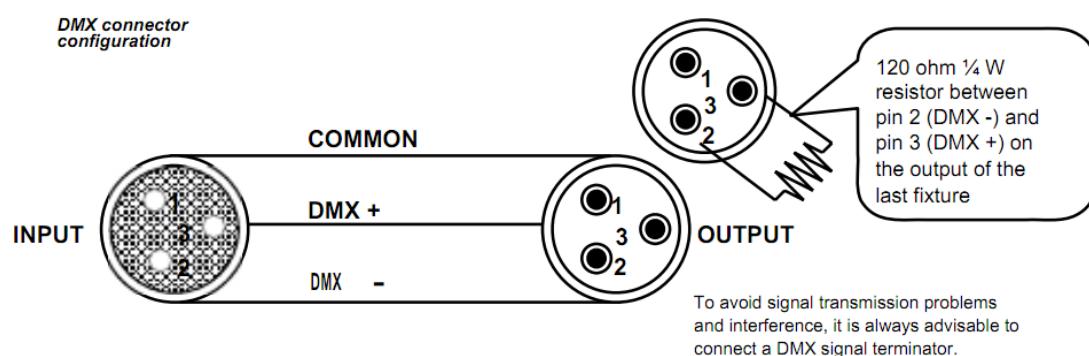 DMX connector
configuration
1
3
2
120 ohm ¼ W
resistor between
pin 2 (DMX -) and
pin 3 (DMX +) on
the output of the
last fixture
COMMON
INPUT
1
3
2
DMX +
DMX -
1
3
2
OUTPUT
To avoid signal transmission problems
and interference, it is always advisable to
connect a DMX signal terminator.